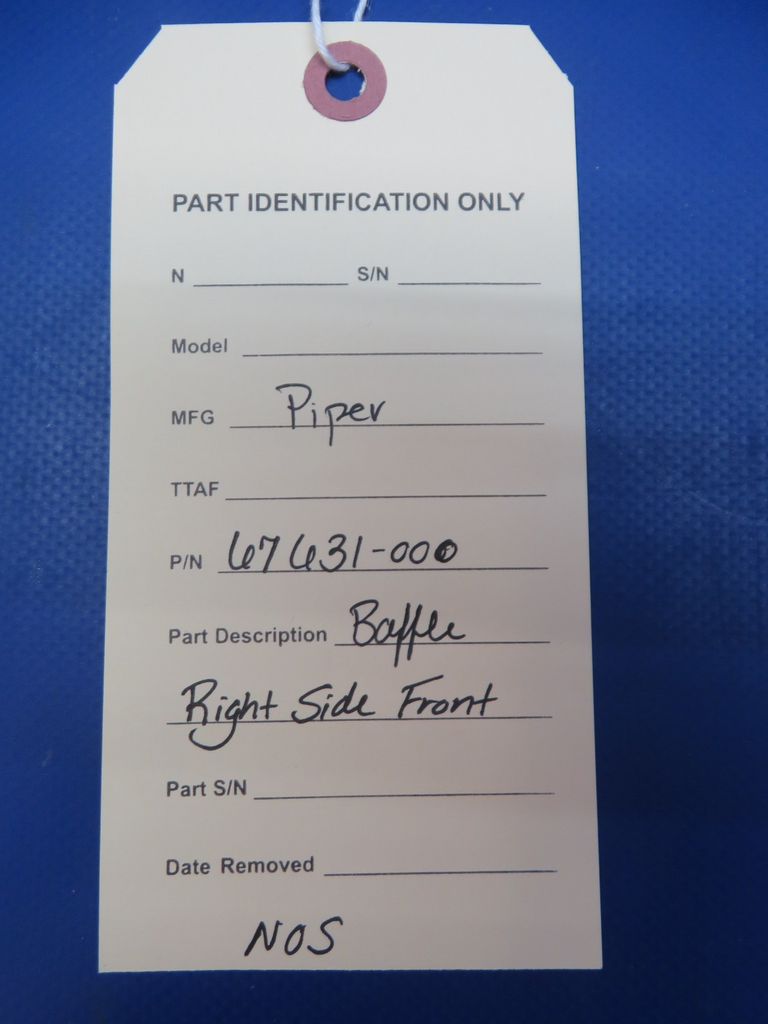 PART IDENTIFICATION ONLY
N S/N
Model
MFG Piper
TTAF
P/N 67631-000
Part Description Baffle
Right Side Front
Part S/N
Date Removed
NOS